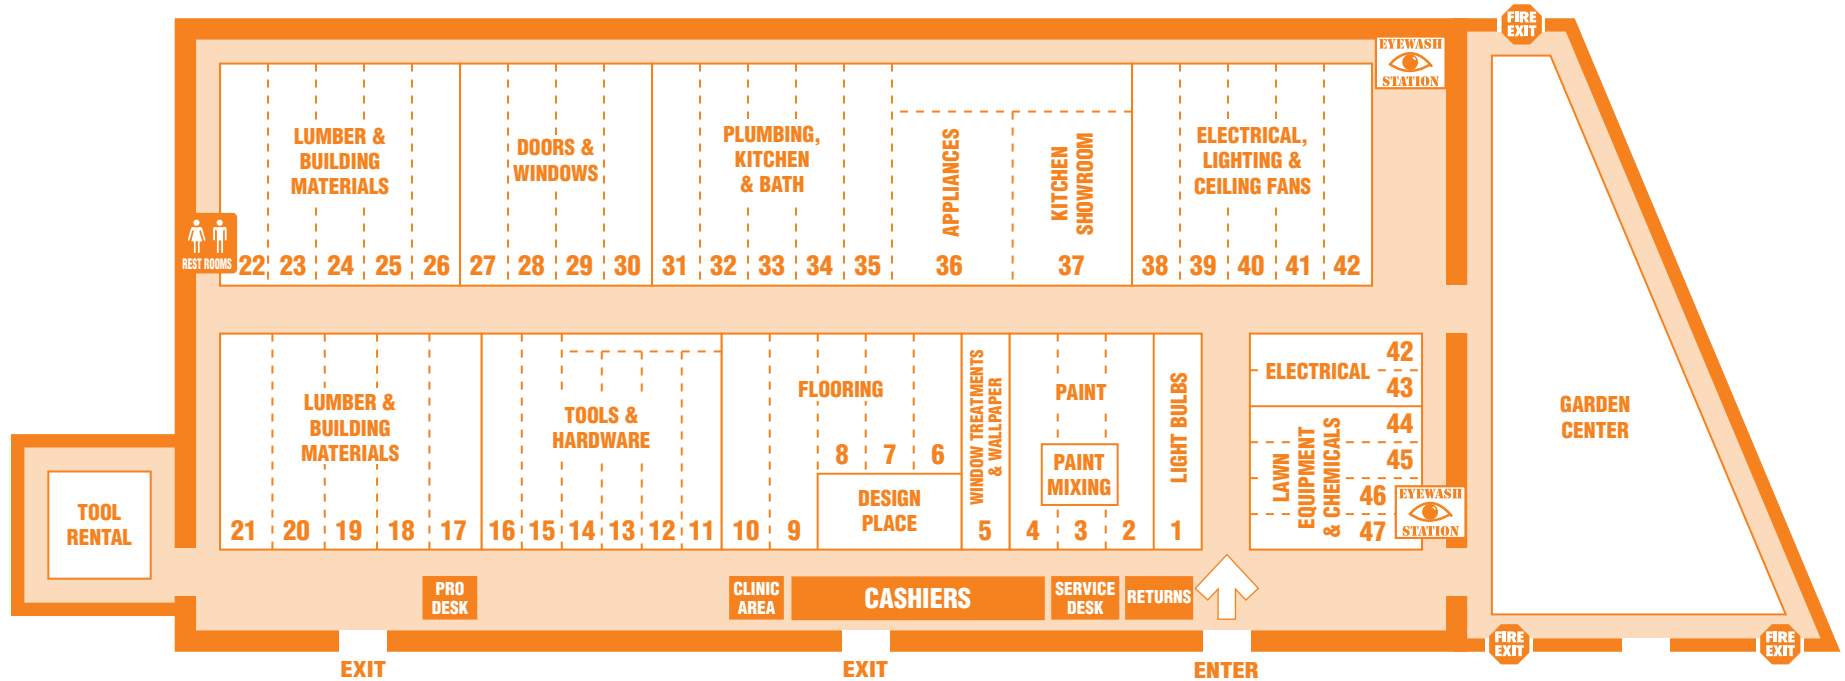 FIRE
EXIT
EYEWASH
STATION
LUMBER &
BUILDING
MATERIALS
DOORS &
WINDOWS
PLUMBING,
KITCHEN
& BATH
APPLIANCES
KITCHEN
SHOWROOM
ELECTRICAL,
LIGHTING &
CEILING FANS
REST ROOMS
22 23 24 25 26 27 28 29 30 31 32 33 34 35 36 37 38 39 40 41 42
LUMBER &
BUILDING
MATERIALS
TOOLS &
HARDWARE
FLOORING
8 7 6
DESIGN
PLACE
WINDOW TREATMENTS
& WALLPAPER
PAINT
PAINT
MIXING
LIGHT BULBS
21 20 19 18 17 16 15 14 13 12 11 10 9 5 4 3 2 1
ELECTRICAL
42
43
LAWN
EQUIPMENT
& CHEMICALS
44
45
46
47
EYEWASH
STATION
GARDEN
CENTER
TOOL
RENTAL
PRO
DESK
CLINIC
AREA
CASHIERS
SERVICE
DESK
RETURNS
EXIT
EXIT
ENTER
FIRE
EXIT
FIRE
EXIT